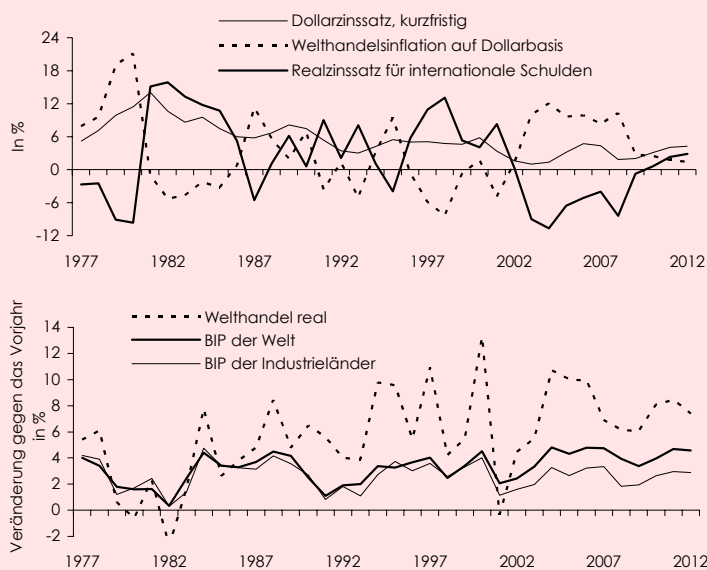 Dollarzinssatz, kurzfristig
Welthandelsinflation auf Dollarbasis
Realzinssatz für internationale Schulden
In %
24
18
12
6
0
-6
-12
1977 1982 1987 1992 1997 2002 2007 2012
Welthandel real
BIP der Welt
BIP der Industrieländer
Veränderung gegen das Vorjahr
in %
14
12
10
8
6
4
2
0
-2
1977 1982 1987 1992 1997 2002 2007 2012